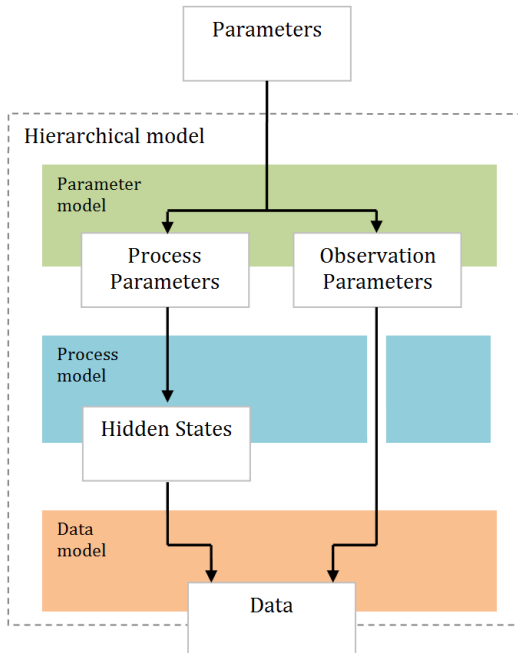 Parameters
Hierarchical model
Parameter
model
Process
Parameters
Observation
Parameters
Process
model
Hidden States
Data
model
Data